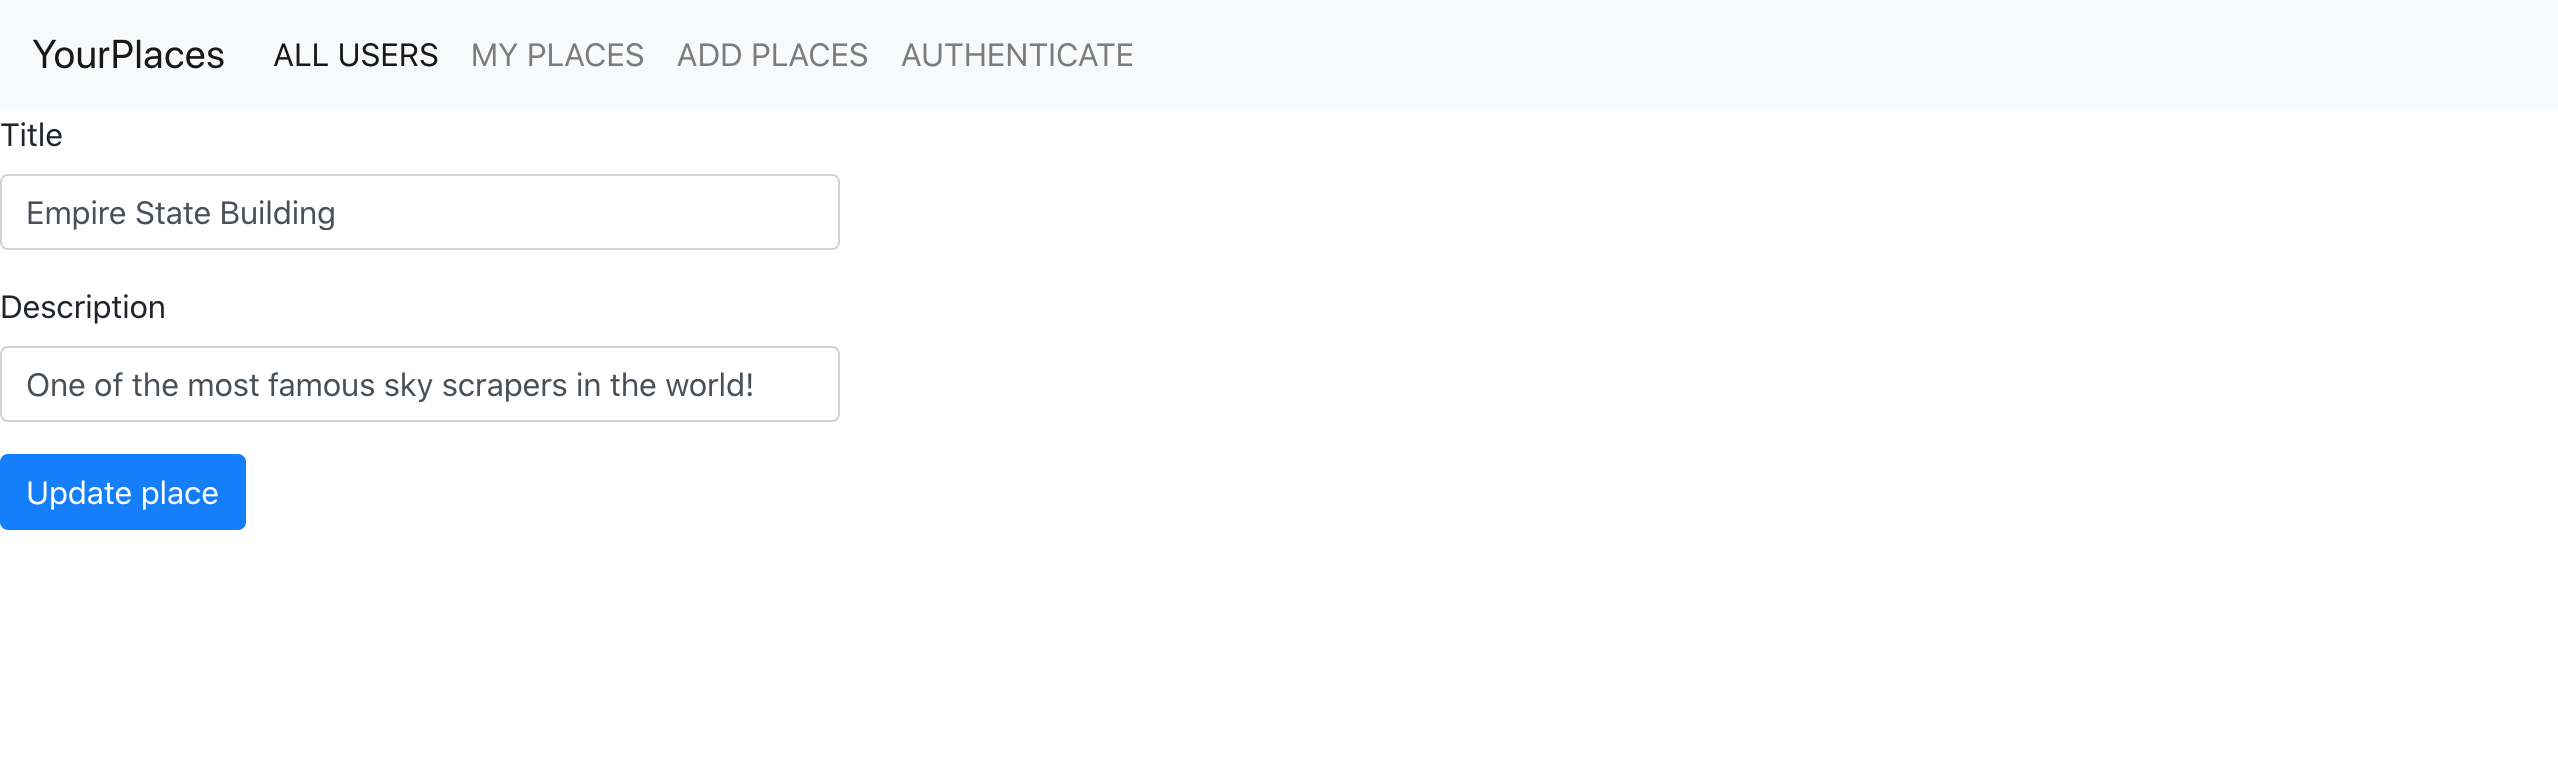 YourPlaces ALL USERS MY PLACES ADD PLACES AUTHENTICATE
Title
Empire State Building
Description
One of the most famous sky scrapers in the world!
Update place